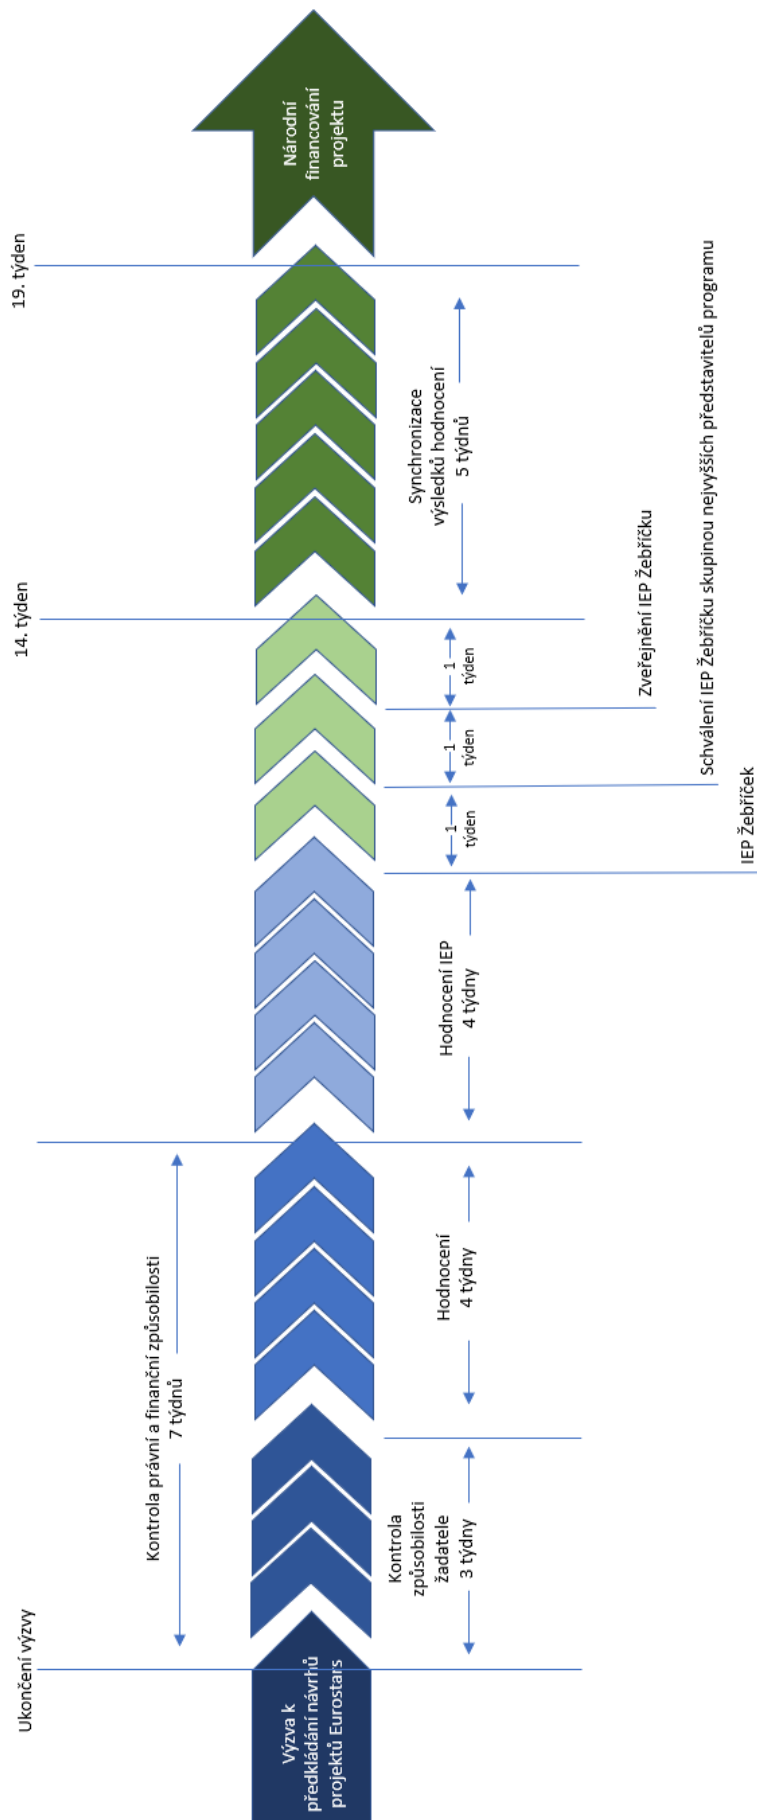 Ukončení výzvy
14. týden
19. týden
Kontrola právní a finanční způsobilosti
7 týdnů
Výzva k
předkládání návrhů
projektů Eurostars
Národní
financování
projektu
Kontrola
způsobilosti
žadatele
3 týdny
Hodnocení
4 týdny
Hodnocení IEP
4 týdny
1
týden
1
týden
1
týden
Synchronizace
výsledků hodnocení
5 týdnů
Zveřejnění IEP Žebříčku
Schválení IEP Žebříčku skupinou nejvyšších představitelů programu
IEP Žebříček